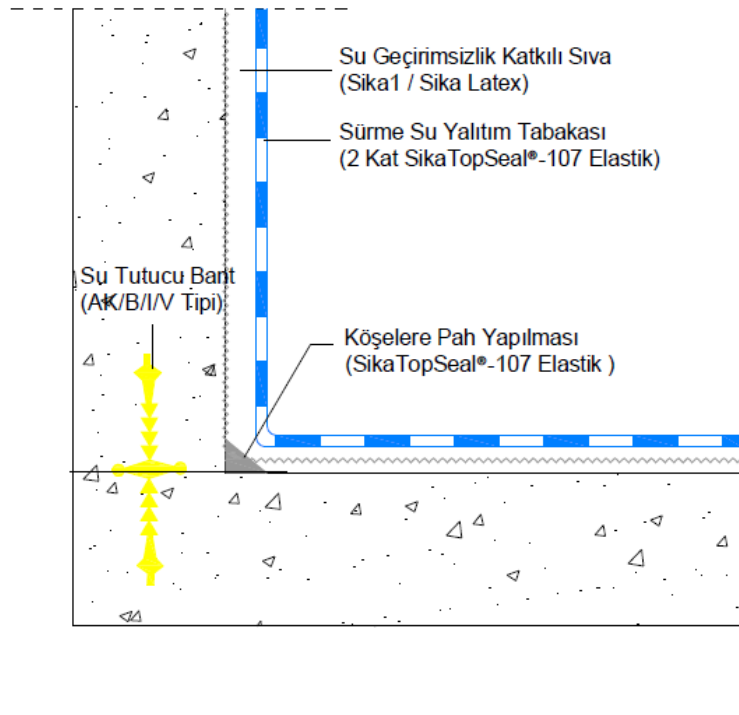 Su Geçirimsizlik Katkılı Sıva
(Sika1 / Sika Latex)
Sürme Su Yalıtım Tabakası
(2 Kat SikaTopSeal®-107 Elastik)
Su Tutucu Bant
(AK/B/I/V Tipi)
Köşelere Pah Yapılması
(SikaTopSeal®-107 Elastik )